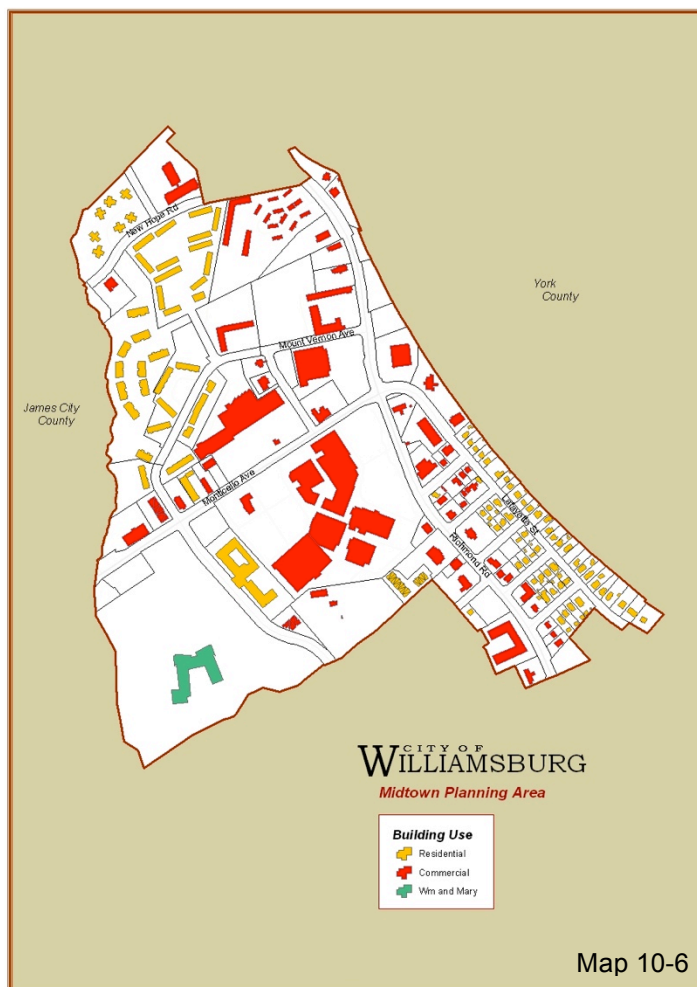 New Hope Rd
York
County
Mount Vernon Ave
James City
County
Monticello Ave
Lafayette St
Richmond Rd
CITY OF
WILLIAMSBURG
Midtown Planning Area
Building Use
Residential
Commercial
Wm and Mary
Map 10-6